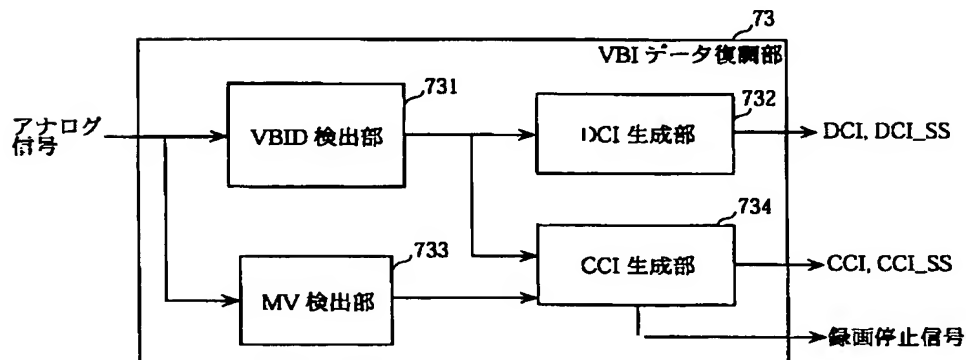 73
VBI データ復調部
731
732
アナログ
信号
VBID 検出部
DCI 生成部
DCI, DCI_SS
733
734
MV 検出部
CCI 生成部
CCI, CCI_SS
録画停止信号